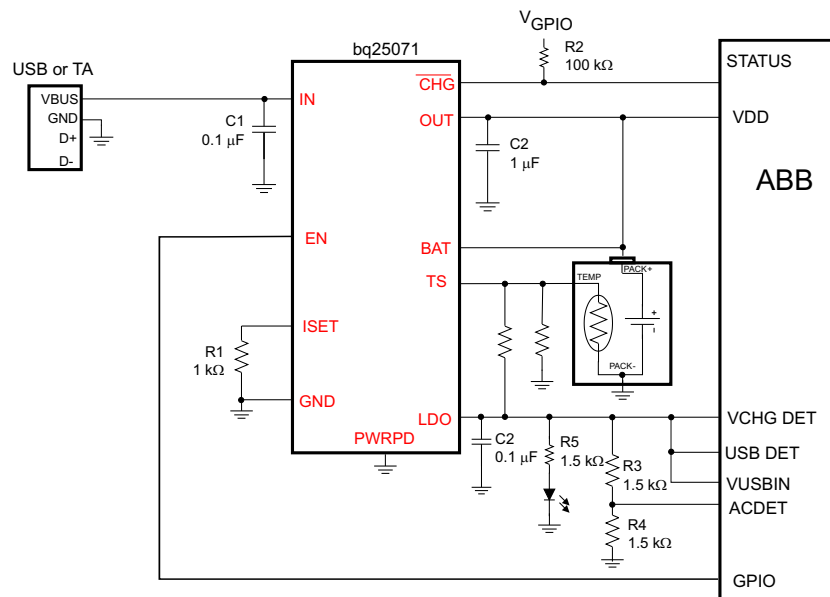 bq25071
USB or TA
VBUS
GND
D+
D-
C1
0.1 μF
IN
EN
ISET
GND
PWRPD
R1
1 kΩ
CHG
OUT
BAT
TS
LDO
VGPIO
R2
100 kΩ
C2
1 μF
TEMP
PACK+
+
-
PACK-
C2
0.1 μF
R5
1.5 kΩ
R3
1.5 kΩ
R4
1.5 kΩ
STATUS
VDD
ABB
VCHG DET
USB DET
VUSBIN
ACDET
GPIO